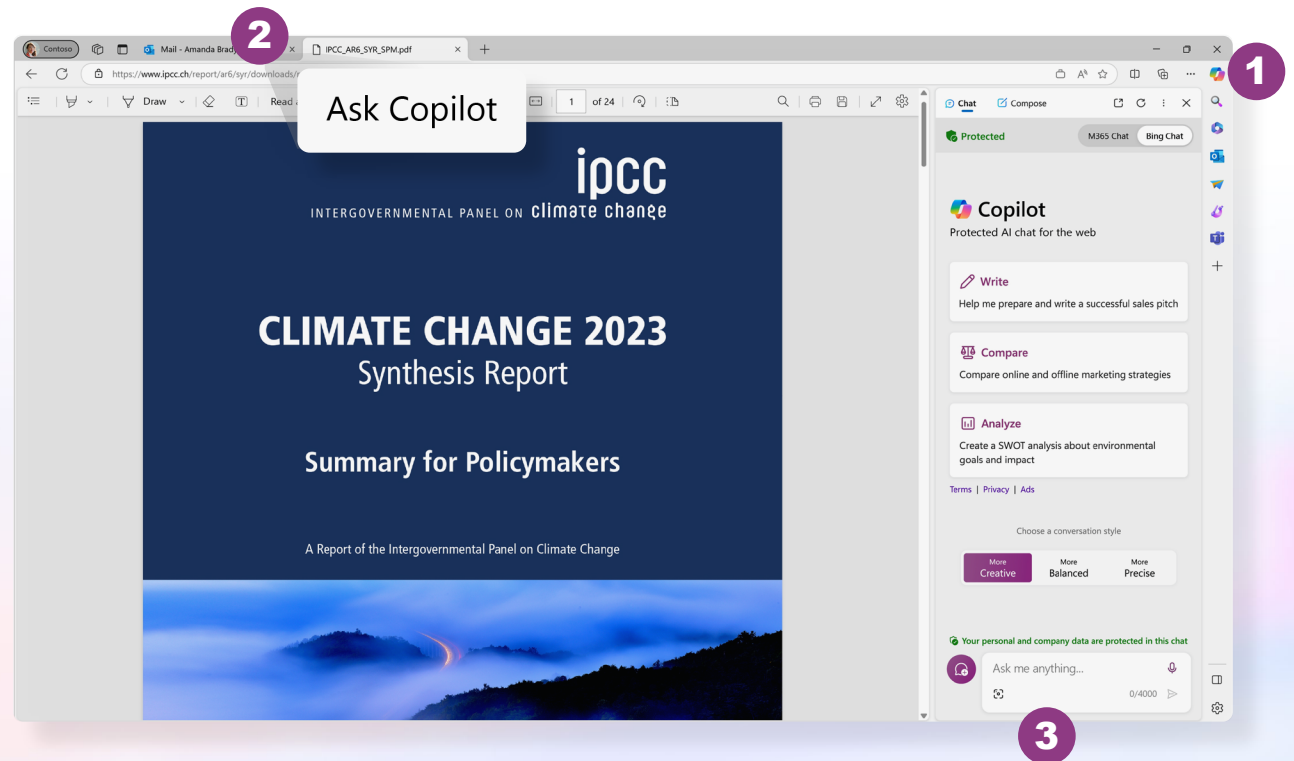 2
1
Contoso
Mail - Amanda Brady
IPCC_AR6_SYR_SPM.pdf
https://www.ipcc.ch/report/ar6/syr/downloads/
Draw
Read
1 of 24
Ask Copilot
Chat
Compose
Protected
M365 Chat
Bing Chat
ipcc
INTERGOVERNMENTAL PANEL ON climate change
CLIMATE CHANGE 2023
Synthesis Report
Summary for Policymakers
A Report of the Intergovernmental Panel on Climate Change
Copilot
Protected AI chat for the web
Write
Help me prepare and write a successful sales pitch
Compare
Compare online and offline marketing strategies
Analyze
Create a SWOT analysis about environmental
goals and impact
Terms | Privacy | Ads
Choose a conversation style
More Creative
More Balanced
More Precise
Your personal and company data are protected in this chat
Ask me anything...
0/4000
3